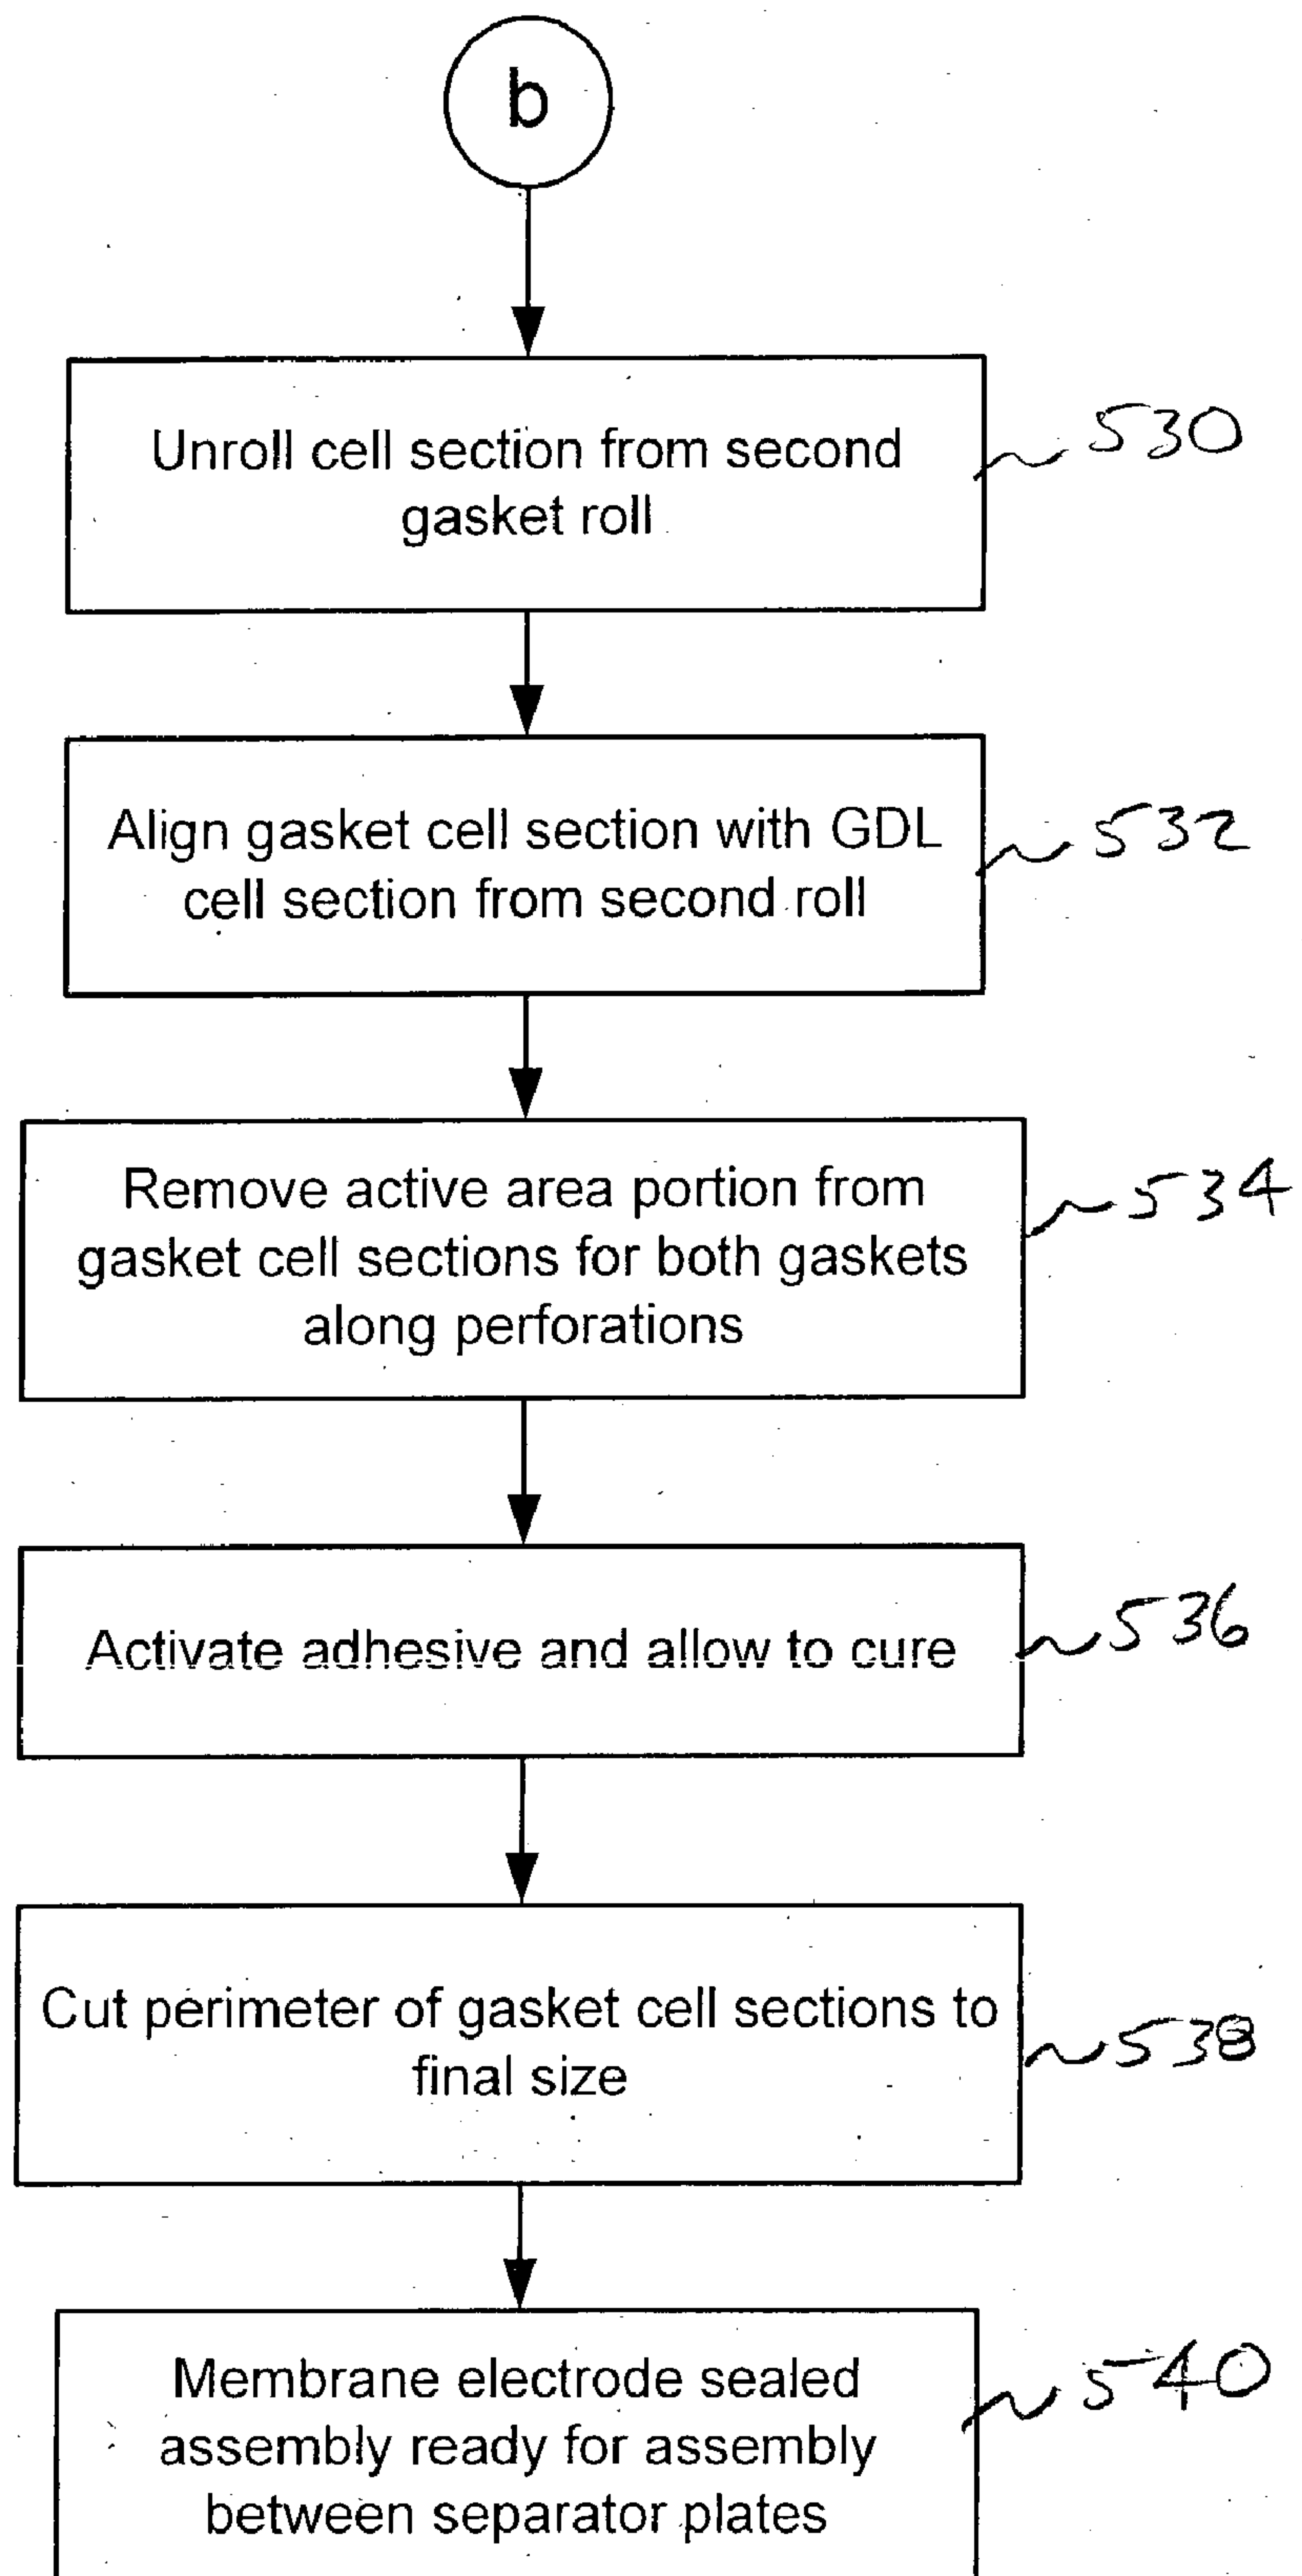 b
Unroll cell section from second
gasket roll
530
Align gasket cell section with GDL
cell section from second roll
532
Remove active area portion from
gasket cell sections for both gaskets
along perforations
534
Activate adhesive and allow to cure
536
Cut perimeter of gasket cell sections to
final size
538
Membrane electrode sealed
assembly ready for assembly
between separator plates
540